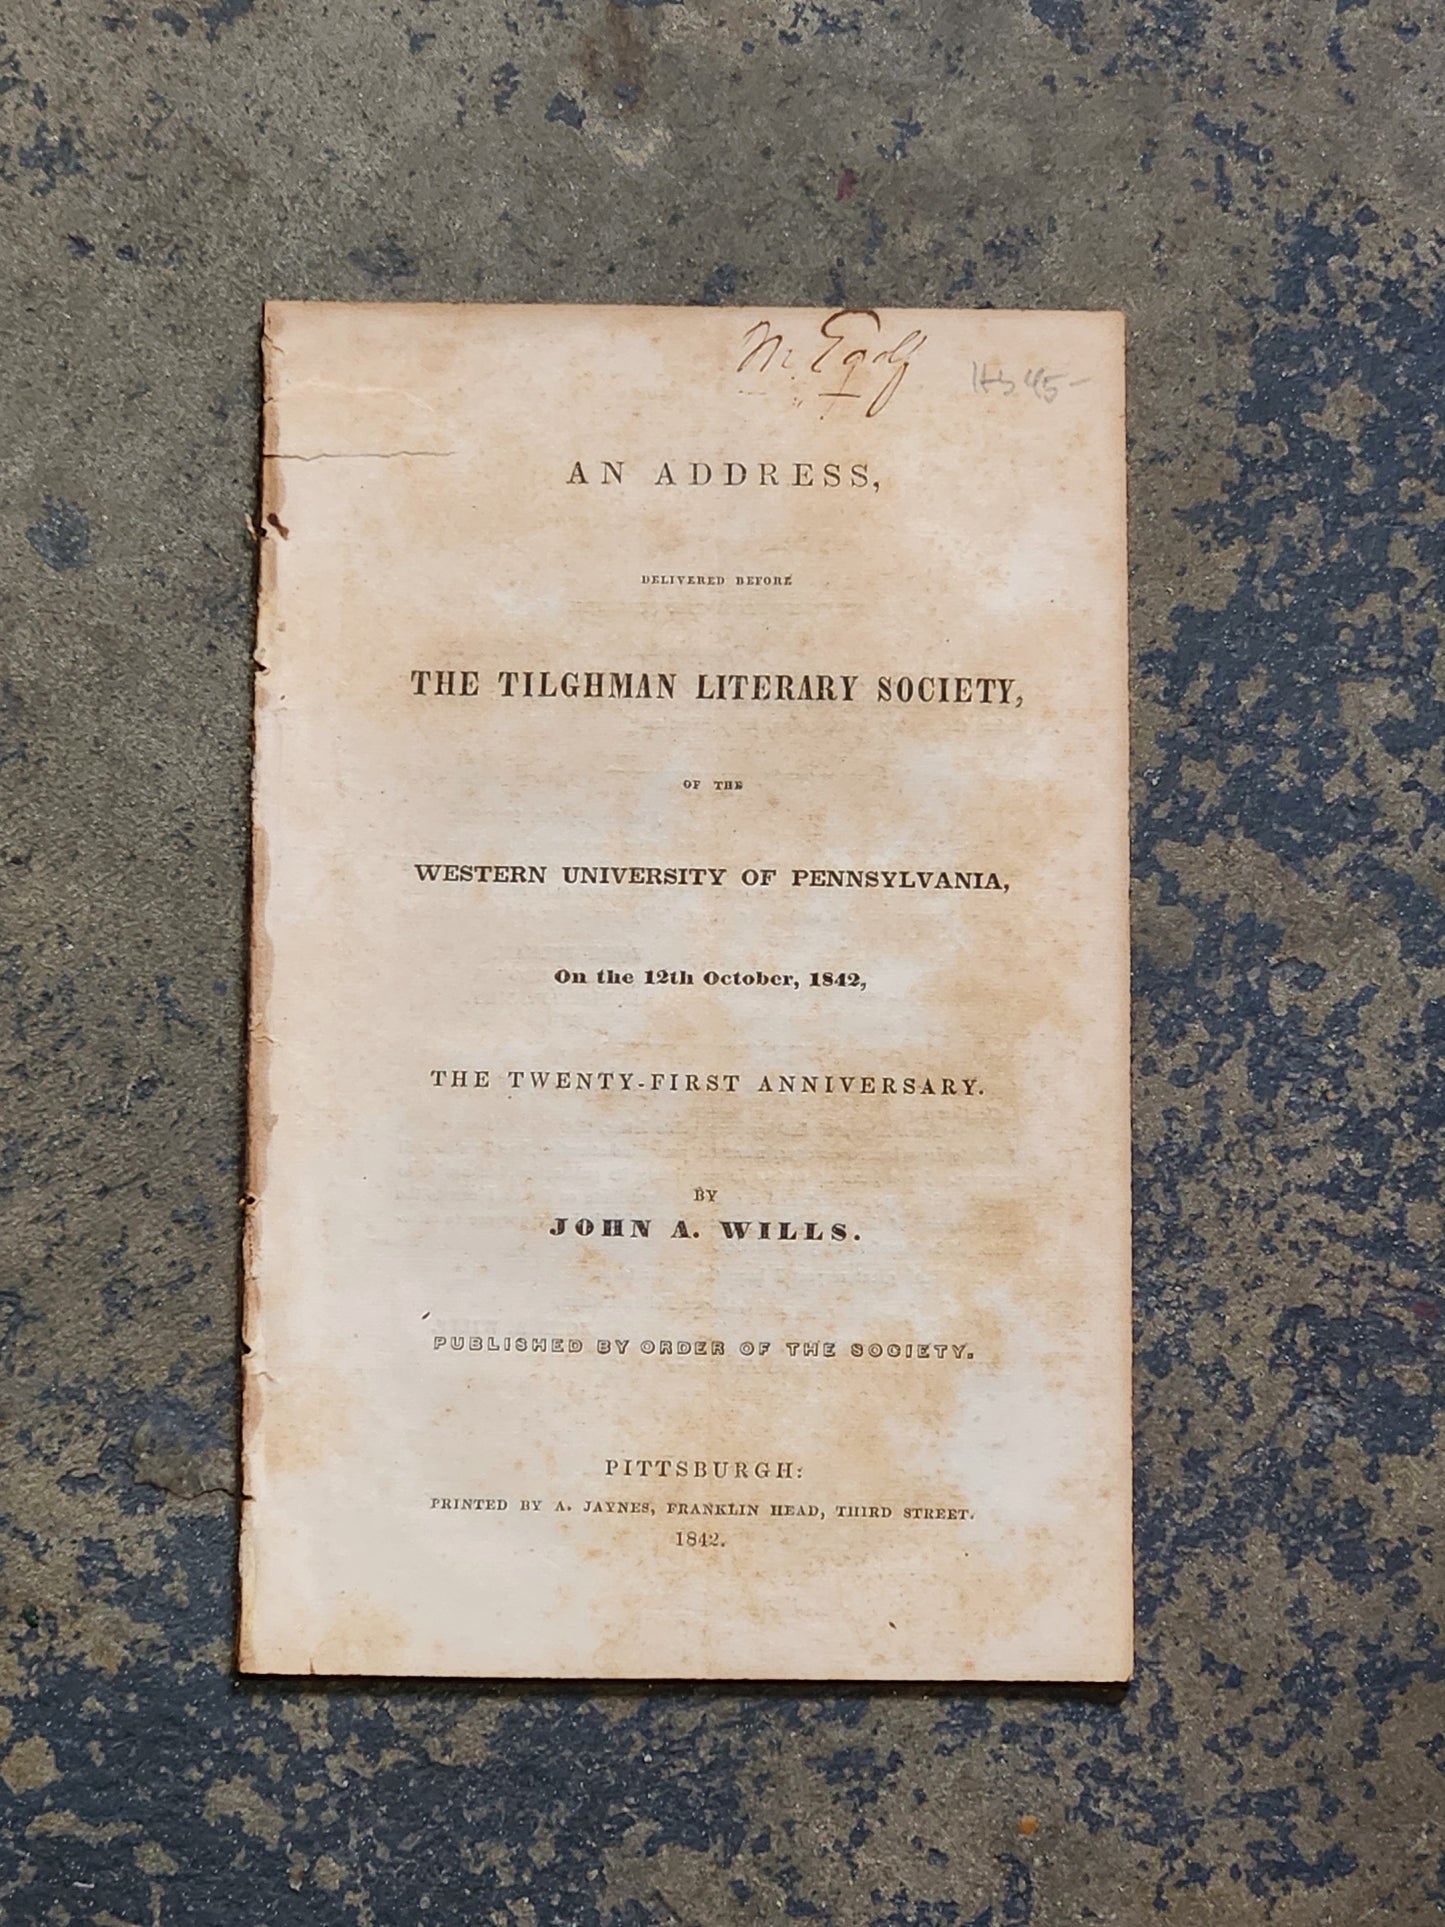 M. Egolf
AN ADDRESS,
DELIVERED BEFORE
THE TILGHMAN LITERARY SOCIETY,
OF THE
WESTERN UNIVERSITY OF PENNSYLVANIA,
On the 12th October, 1842,
THE TWENTY-FIRST ANNIVERSARY.
BY
JOHN A. WILLS.
PUBLISHED BY ORDER OF THE SOCIETY.
PITTSBURGH:
PRINTED BY A. JAYNES, FRANKLIN HEAD, THIRD STREET.
1842.